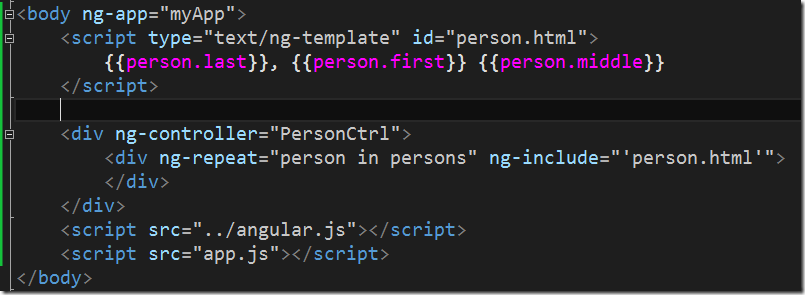 <body ng-app="myApp">
    <script type="text/ng-template" id="person.html">
        {{person.last}}, {{person.first}} {{person.middle}}
    </script>

    <div ng-controller="PersonCtrl">
        <div ng-repeat="person in persons" ng-include="'person.html'">
        </div>
    </div>
    <script src="../angular.js"></script>
    <script src="app.js"></script>
</body>